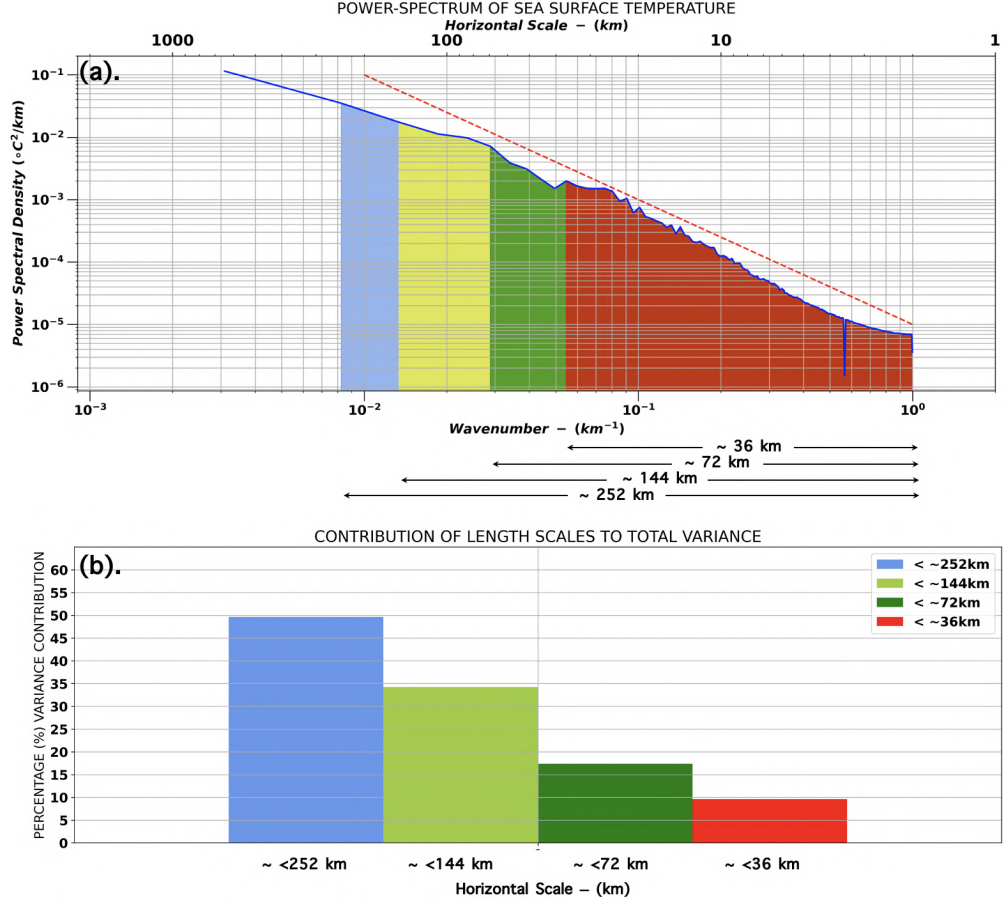 POWER-SPECTRUM OF SEA SURFACE TEMPERATURE
Horizontal Scale – (km)
1000 100 10 1
(a).
Power Spectral Density (∘C²/km)
10⁻¹
10⁻²
10⁻³
10⁻⁴
10⁻⁵
10⁻⁶
10⁻³ 10⁻² 10⁻¹ 10⁰
Wavenumber – (km⁻¹)
~ 36 km
~ 72 km
~ 144 km
~ 252 km
CONTRIBUTION OF LENGTH SCALES TO TOTAL VARIANCE
(b).
PERCENTAGE (%) VARIANCE CONTRIBUTION
60
55
50
45
40
35
30
25
20
15
10
5
0
< ~252km
< ~144km
< ~72km
< ~36km
~ <252 km ~ <144 km ~ <72 km ~ <36 km
Horizontal Scale – (km)